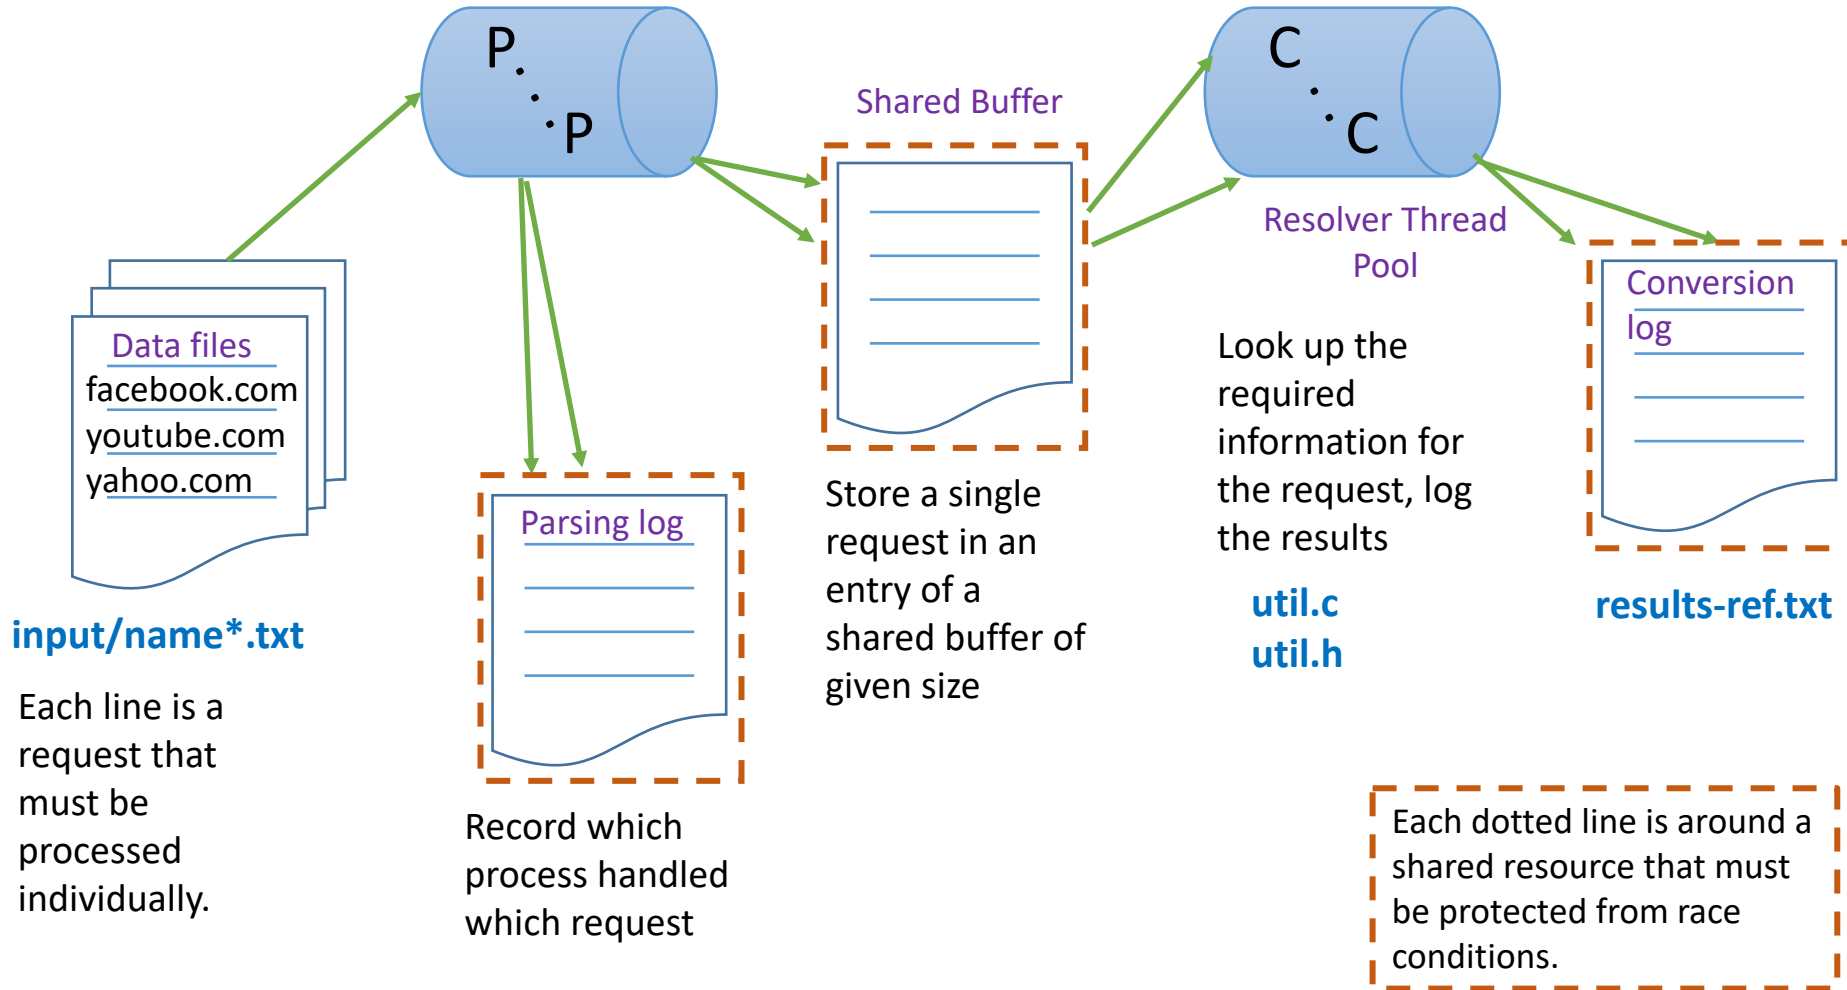 P
P
Shared Buffer
C
C
Resolver Thread
Pool
Data files
facebook.com
youtube.com
yahoo.com
input/name*.txt
Each line is a
request that
must be
processed
individually.
Parsing log
Record which
process handled
which request
Store a single
request in an
entry of a
shared buffer of
given size
Look up the
required
information for
the request, log
the results
util.c
util.h
Conversion
log
results-ref.txt
Each dotted line is around a
shared resource that must
be protected from race
conditions.